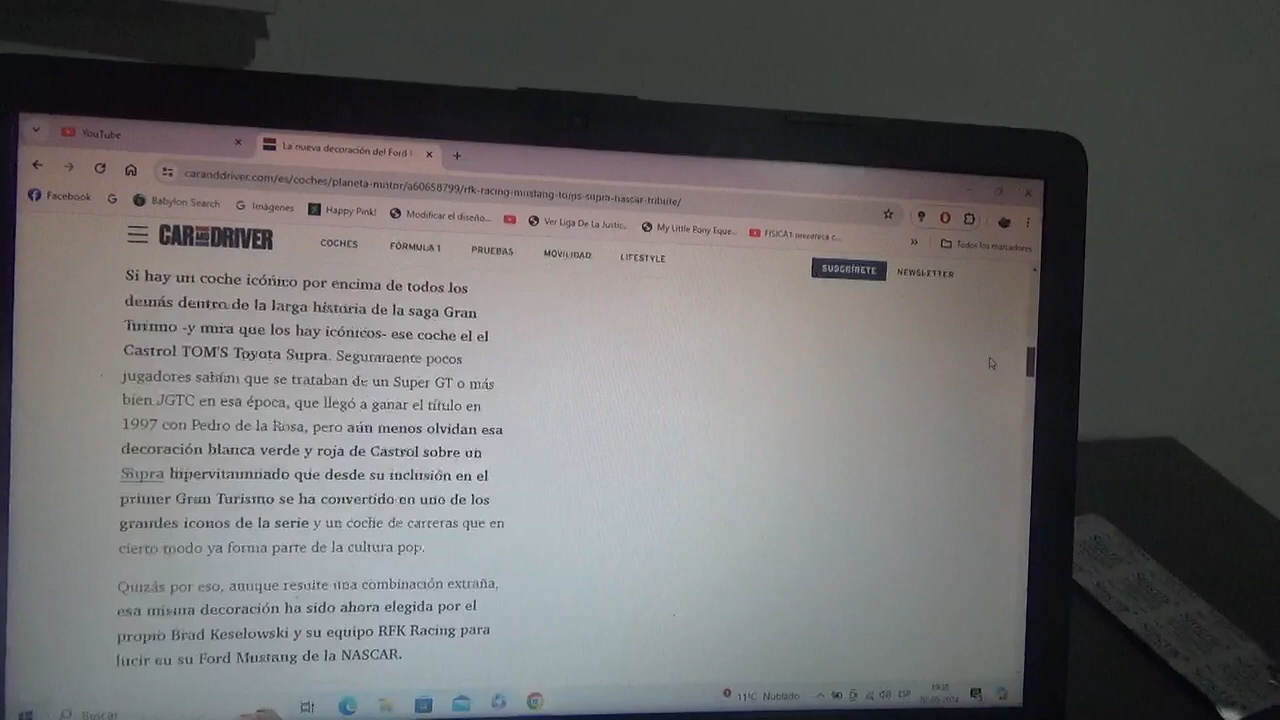 YouTube
La nueva decoración del Ford
caranddriver.com/es/coches/planeta-motor/a60658799/rfk-racing-mustang-toms-supra-nascar-tribute/
Facebook
Babylon Search
Imágenes
Happy Pink!
Modificar el diseño...
Ver Liga De La Justic...
My Little Pony Eque...
Todos los marcadores
CAR AND DRIVER
COCHES
FÓRMULA 1
PRUEBAS
MOVILIDAD
LIFESTYLE
SUSCRÍBETE
NEWSLETTER
Si hay un coche icónico por encima de todos los
demás dentro de la larga historia de la saga Gran
Turismo -y mira que los hay icónicos- ese coche el el
Castrol TOM'S Toyota Supra. Seguramente pocos
jugadores sabían que se trataban de un Super GT o más
bien JGTC en esa época, que llegó a ganar el título en
1997 con Pedro de la Rosa, pero aún menos olvidan esa
decoración blanca verde y roja de Castrol sobre un
Supra hipervitaminado que desde su inclusión en el
primer Gran Turismo se ha convertido en uno de los
grandes iconos de la serie y un coche de carreras que en
cierto modo ya forma parte de la cultura pop.
Quizás por eso, aunque resulte una combinación extraña,
esa misma decoración ha sido ahora elegida por el
propio Brad Keselowski y su equipo RFK Racing para
lucir en su Ford Mustang de la NASCAR.
Buscar
11°C Nublado
ESP